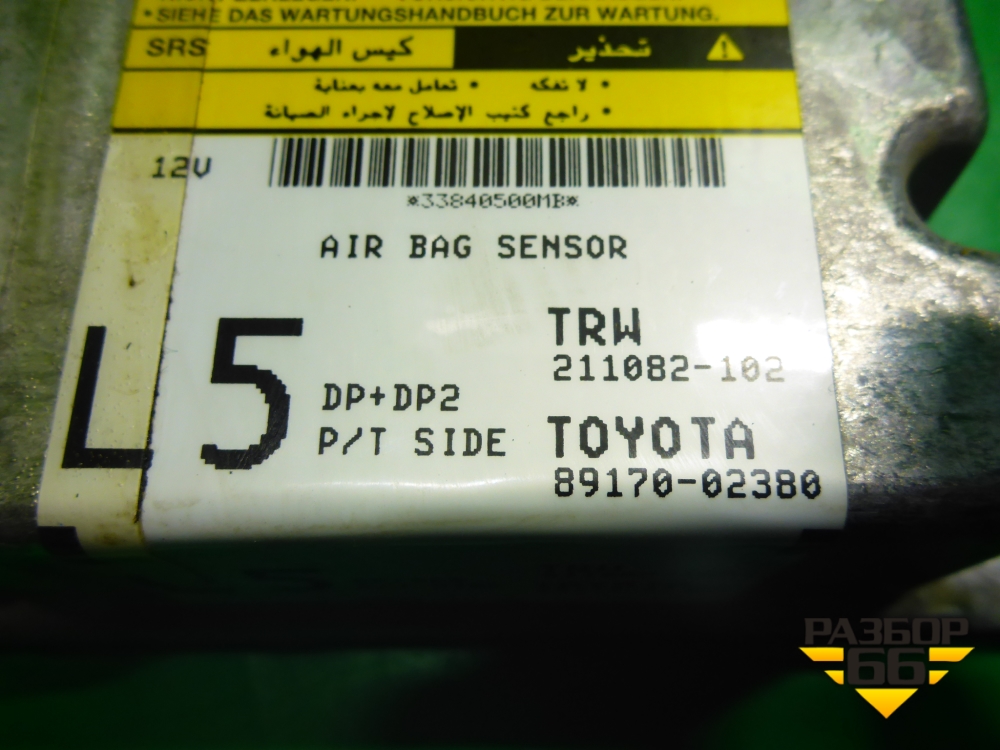 • SIEHE DAS WARTUNGSHANDBUCH ZUR WARTUNG.
SRS كيس الهواء تحذير
• لا تفكه • تعامل معه بعناية
• راجع كتيب الإصلاح لاجراء الصيانة
12V
*33840500MB*
AIR BAG SENSOR
L5
DP+DP2
P/T SIDE
TRW
211082-102
TOYOTA
89170-02380
РАЗБОР
66